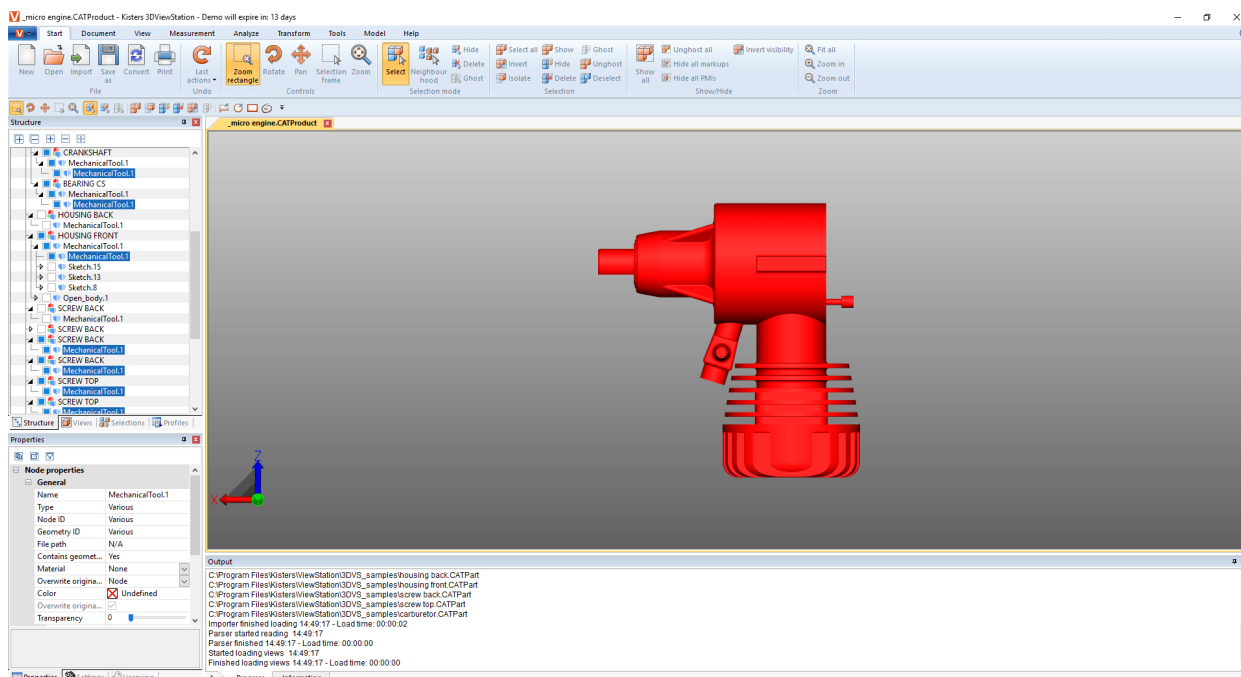 _micro engine.CATProduct - Kisters 3DViewStation - Demo will expire in: 13 days
Start Document View Measurement Analyze Transform Tools Model Help
New Open Import Save as Convert Print
File
Last actions
Undo
Zoom rectangle Rotate Pan Selection frame Zoom
Controls
Select Neighbour hood Hide Delete Ghost
Selection mode
Select all Show Ghost
Invert Hide Unghost
Isolate Delete Deselect
Selection
Show all Unghost all Invert visibility
Hide all markups
Hide all PMIs
Show/Hide
Fit all
Zoom in
Zoom out
Zoom
Structure
_micro engine.CATProduct
CRANKSHAFT
MechanicalTool.1
MechanicalTool.1
BEARING CS
MechanicalTool.1
MechanicalTool.1
HOUSING BACK
MechanicalTool.1
HOUSING FRONT
MechanicalTool.1
MechanicalTool.1
Sketch.15
Sketch.13
Sketch.8
Open_body.1
SCREW BACK
MechanicalTool.1
SCREW BACK
SCREW BACK
MechanicalTool.1
SCREW BACK
MechanicalTool.1
SCREW TOP
MechanicalTool.1
SCREW TOP
MechanicalTool.1
Structure Views Selections Profiles
Properties
Node properties
General
Name MechanicalTool.1
Type Various
Node ID Various
Geometry ID Various
File path N/A
Contains geomet... Yes
Material None
Overwrite origina... Node
Color Undefined
Overwrite origina...
Transparency 0
Properties Settings Licensing
Z
X
Output
C:\Program Files\Kisters\ViewStation\3DVS_samples\housing back.CATPart
C:\Program Files\Kisters\ViewStation\3DVS_samples\housing front.CATPart
C:\Program Files\Kisters\ViewStation\3DVS_samples\screw back.CATPart
C:\Program Files\Kisters\ViewStation\3DVS_samples\screw top.CATPart
C:\Program Files\Kisters\ViewStation\3DVS_samples\carburetor.CATPart
Importer finished loading 14:49:17 - Load time: 00:00:02
Parser started reading 14:49:17
Parser finished 14:49:17 - Load time: 00:00:00
Started loading views 14:49:17
Finished loading views 14:49:17 - Load time: 00:00:00
Progress Information